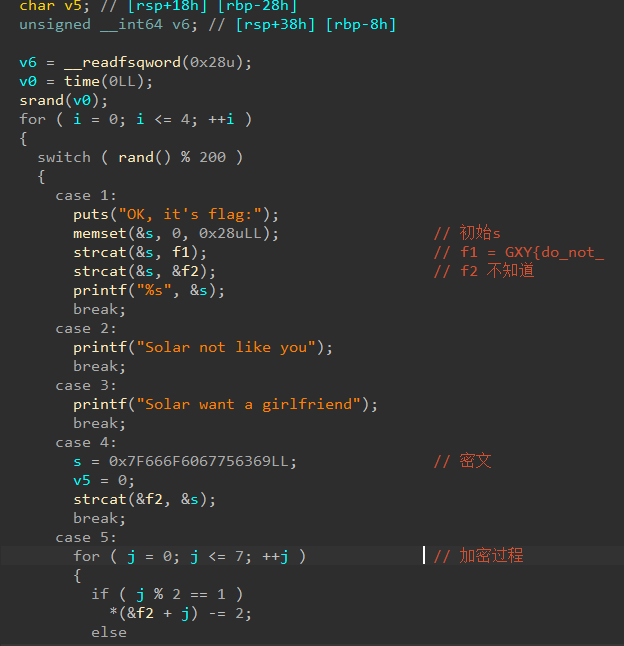 char v5; // [rsp+18h] [rbp-28h]
unsigned __int64 v6; // [rsp+38h] [rbp-8h]
v6 = __readfsqword(0x28u);
v0 = time(0LL);
srand(v0);
for ( i = 0; i <= 4; ++i )
{
switch ( rand() % 200 )
{
case 1:
puts("OK, it's flag:");
memset(&s, 0, 0x28uLL); // 初始s
strcat(&s, f1); // f1 = GXY{do_not_
strcat(&s, &f2); // f2 不知道
printf("%s", &s);
break;
case 2:
printf("Solar not like you");
break;
case 3:
printf("Solar want a girlfriend");
break;
case 4:
s = 0x7F666F6067756369LL; // 密文
v5 = 0;
strcat(&f2, &s);
break;
case 5:
for ( j = 0; j <= 7; ++j ) // 加密过程
{
if ( j % 2 == 1 )
*(&f2 + j) -= 2;
else